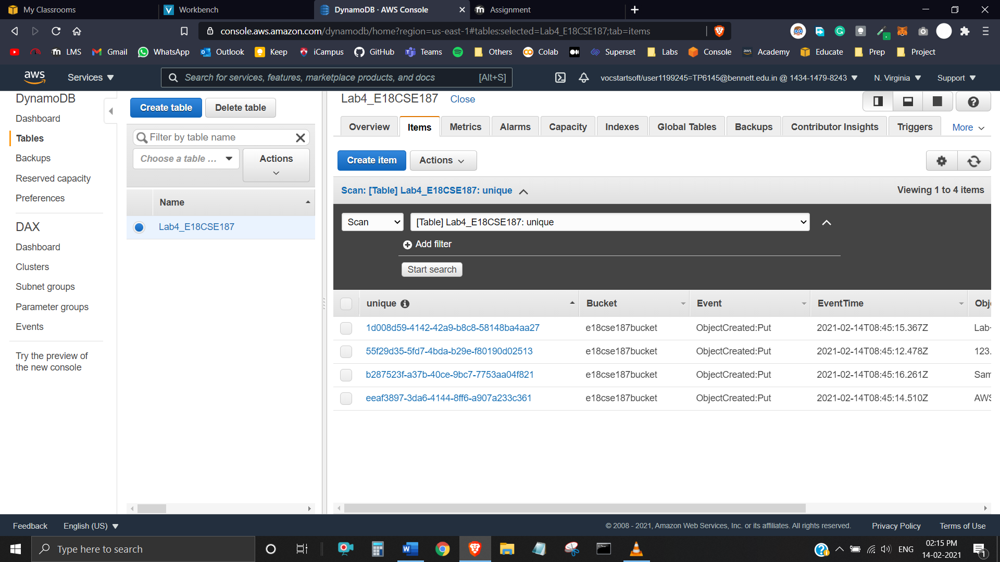 My Classrooms
Workbench
DynamoDB · AWS Console
Assignment
console.aws.amazon.com/dynamodb/home?region=us-east-1#tables:selected=Lab4_E18CSE187;tab=items
LMS
Gmail
WhatsApp
Outlook
Keep
iCampus
GitHub
Teams
Others
Colab
Superset
Labs
Console
Academy
Educate
Prep
Project
aws
Services
Search for services, features, marketplace products, and docs
[Alt+S]
vocstartsoft/user1199245=TP6145@bennett.edu.in @ 1434-1479-8243
N. Virginia
Support
DynamoDB
Dashboard
Tables
Backups
Reserved capacity
Preferences
DAX
Dashboard
Clusters
Subnet groups
Parameter groups
Events
Try the preview of
the new console
Create table
Delete table
Filter by table name
Choose a table ...
Actions
Name
Lab4_E18CSE187
Lab4_E18CSE187
Close
Overview
Items
Metrics
Alarms
Capacity
Indexes
Global Tables
Backups
Contributor Insights
Triggers
More
Create item
Actions
Scan: [Table] Lab4_E18CSE187: unique
Viewing 1 to 4 items
Scan
[Table] Lab4_E18CSE187: unique
Add filter
Start search
unique
Bucket
Event
EventTime
Obj
1d008d59-4142-42a9-b8c8-58148ba4aa27
e18cse187bucket
ObjectCreated:Put
2021-02-14T08:45:15.367Z
Lab-
55f29d35-5fd7-4bda-b29e-f80190d02513
e18cse187bucket
ObjectCreated:Put
2021-02-14T08:45:12.478Z
123.
b287523f-a37b-40ce-9bc7-7753aa04f821
e18cse187bucket
ObjectCreated:Put
2021-02-14T08:45:16.261Z
Sam
eeaf3897-3da6-4144-8ff6-a907a233c361
e18cse187bucket
ObjectCreated:Put
2021-02-14T08:45:14.510Z
AWS
Feedback
English (US)
© 2008 - 2021, Amazon Web Services, Inc. or its affiliates. All rights reserved.
Privacy Policy
Terms of Use
Type here to search
ENG
02:15 PM
14-02-2021
1